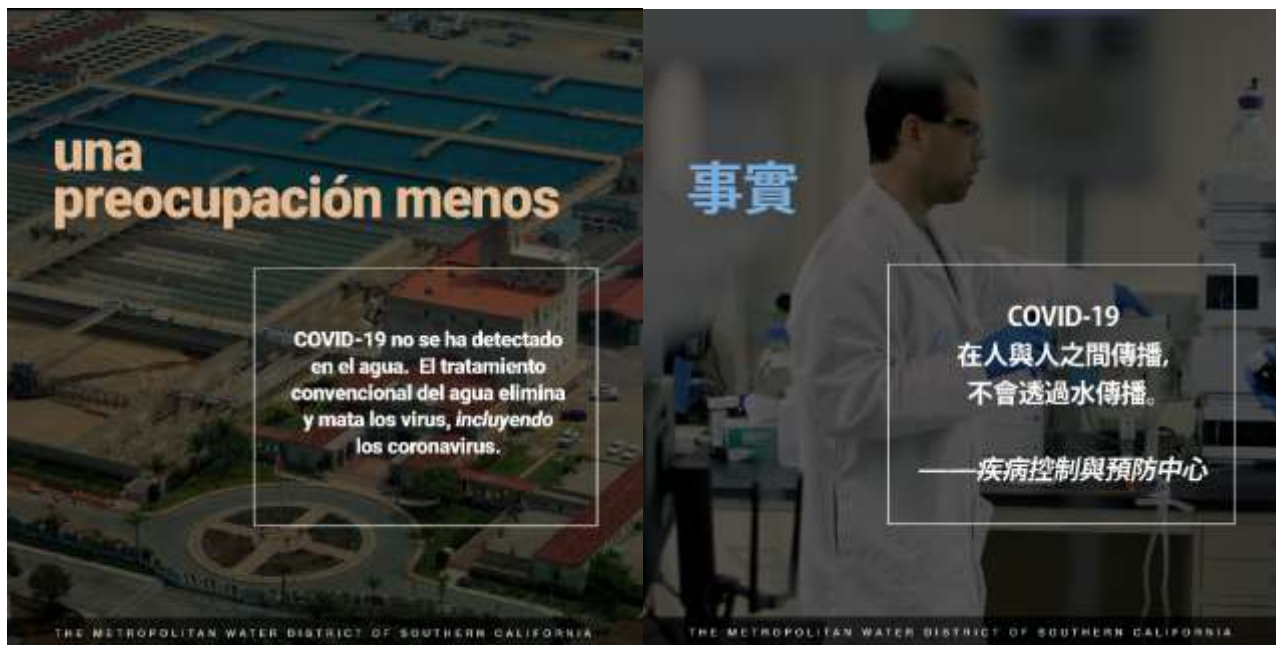 una
preocupación menos
COVID-19 no se ha detectado
en el agua. El tratamiento
convencional del agua elimina
y mata los virus, incluyendo
los coronavirus.
THE METROPOLITAN WATER DISTRICT OF SOUTHERN CALIFORNIA
事實
COVID-19
在人與人之間傳播,
不會透過水傳播。
——疾病控制與預防中心
THE METROPOLITAN WATER DISTRICT OF SOUTHERN CALIFORNIA